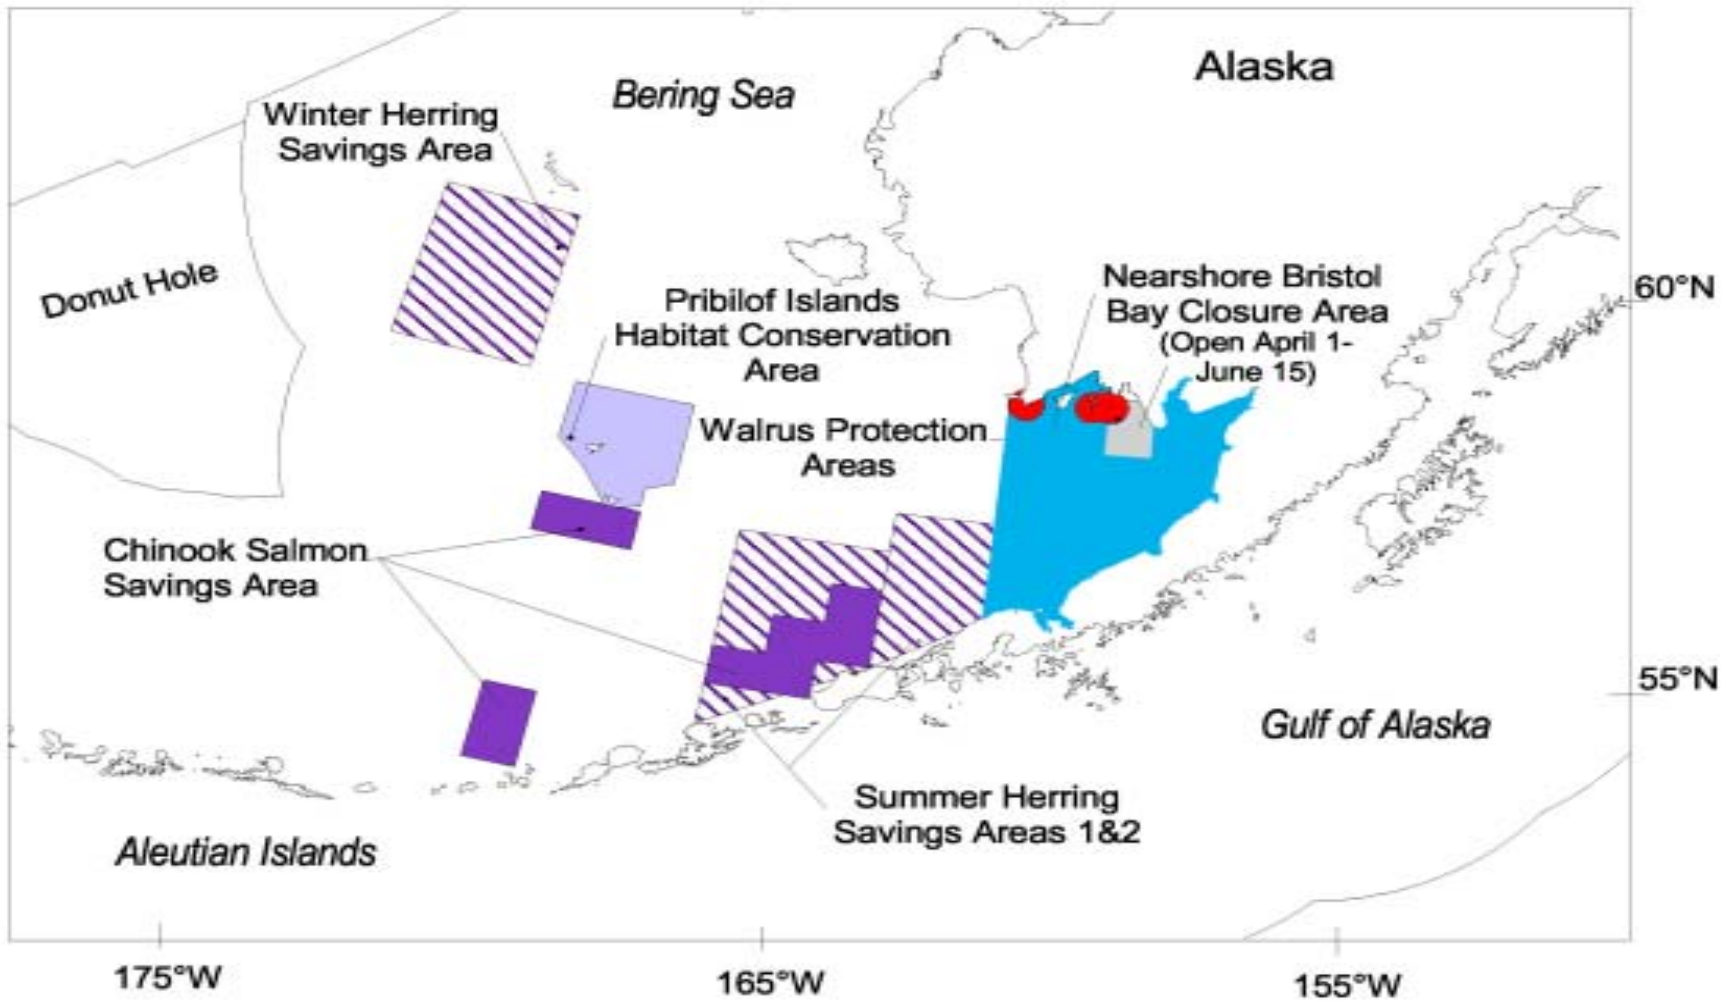 Alaska
Bering Sea
Winter Herring
Savings Area
Donut Hole
Nearshore Bristol
Bay Closure Area
(Open April 1-
June 15)
60°N
Pribilof Islands
Habitat Conservation
Area
Walrus Protection
Areas
Chinook Salmon
Savings Area
55°N
Gulf of Alaska
Summer Herring
Savings Areas 1&2
Aleutian Islands
175°W
165°W
155°W